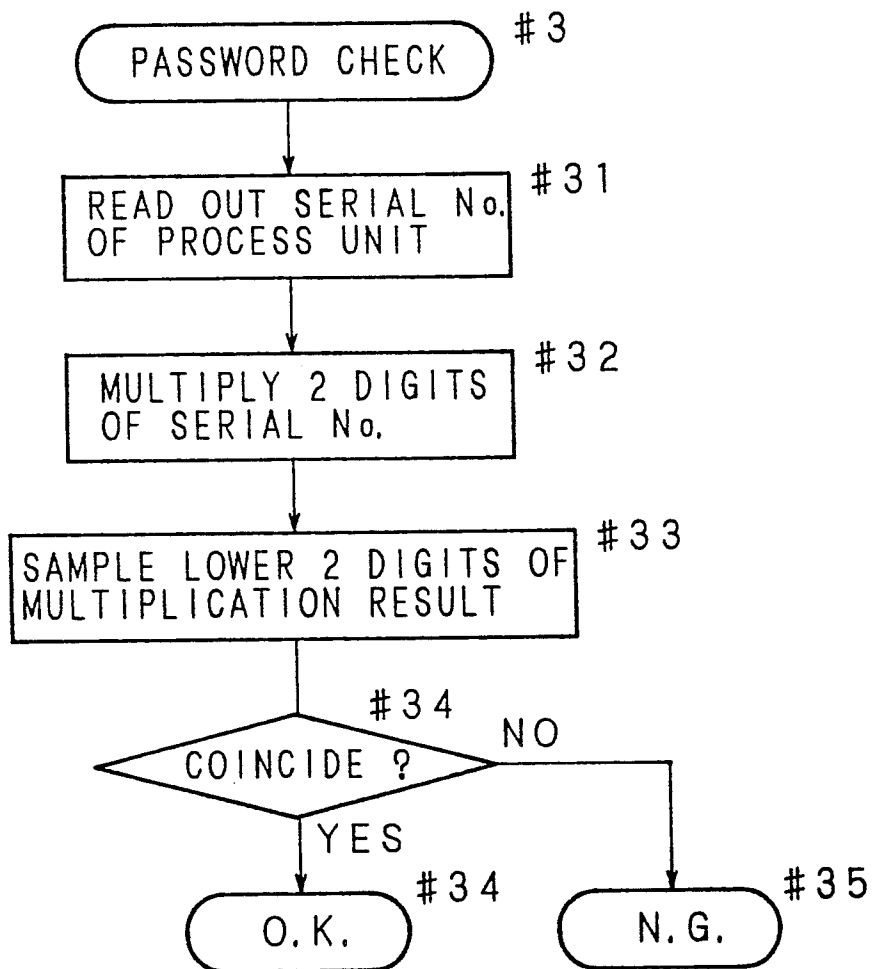 #3
PASSWORD CHECK
#31
READ OUT SERIAL No.
OF PROCESS UNIT
#32
MULTIPLY 2 DIGITS
OF SERIAL No.
#33
SAMPLE LOWER 2 DIGITS OF
MULTIPLICATION RESULT
#34
COINCIDE ?
NO
YES
#34
O.K.
#35
N.G.